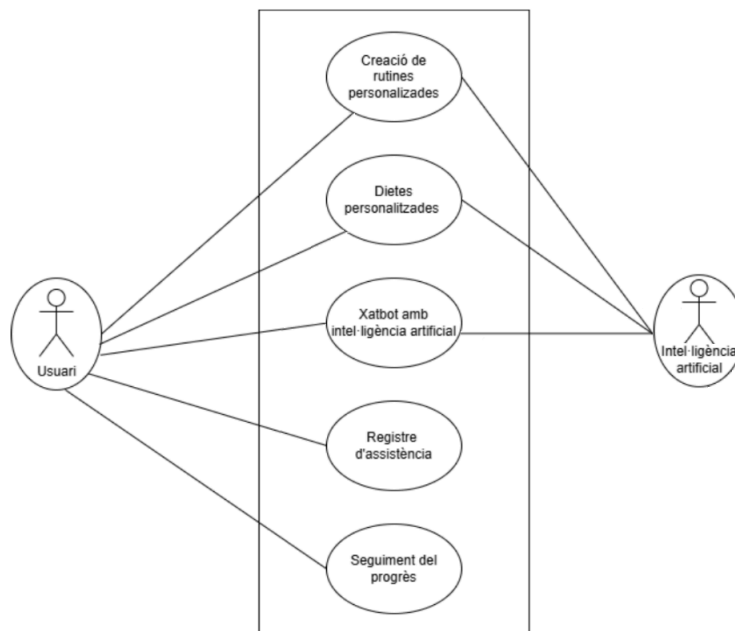 Creació de
rutines
personalizades
Dietes
personalitzades
Xatbot amb
intel·ligència artificial
Usuari
Intel·ligència
artificial
Registre
d'assistència
Seguiment del
progrès